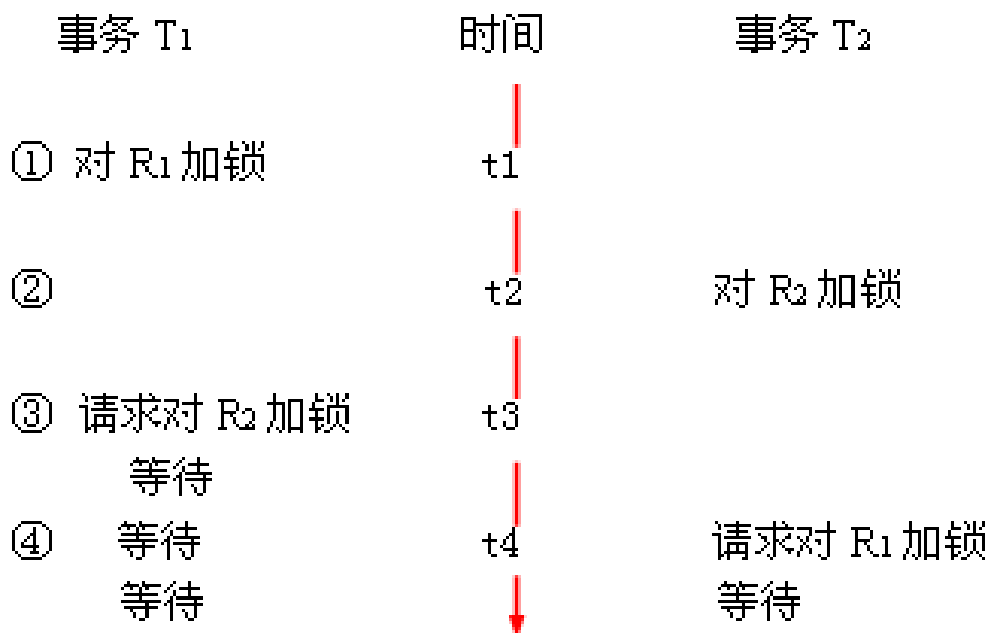 事务 T1 时间 事务 T2
① 对 R1 加锁 t1
② t2 对 R2 加锁
③ 请求对 R2 加锁 t3
等待
④ 等待 t4 请求对 R1 加锁
等待 等待